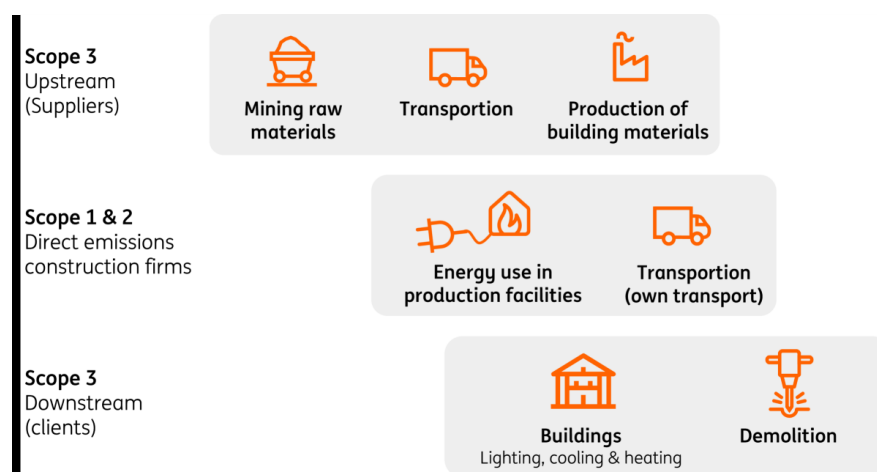 Scope 3
Upstream
(Suppliers)
Mining raw
materials
Transportion
Production of
building materials
Scope 1 & 2
Direct emissions
construction firms
Energy use in
production facilities
Transportion
(own transport)
Scope 3
Downstream
(clients)
Buildings
Lighting, cooling & heating
Demolition